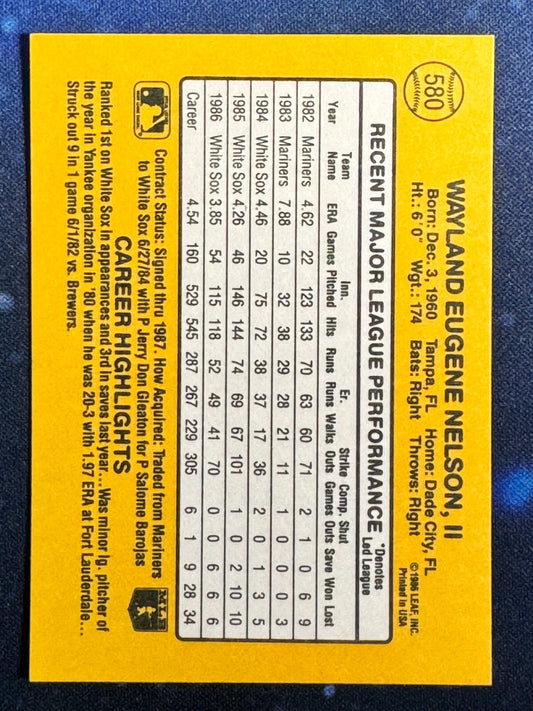 580
WAYLAND EUGENE NELSON, II
Born: Dec. 3, 1960 Tampa, FL Home: Dade City, FL
Ht.: 6'0" Wgt.: 174 Bats: Right Throws: Right
©1986 LEAF, INC.
Printed in USA
RECENT MAJOR LEAGUE PERFORMANCE *Denotes Led League
Year Team Name ERA Games Inn. Pitched Hits Runs Er. Runs Walks Strike Outs Comp. Games Shut Outs Save Won Lost
1982 Mariners 4.62 22 123 133 70 63 60 71 2 1 0 6 9
1983 Mariners 7.88 10 32 38 29 28 21 11 1 0 0 0 3
1984 White Sox 4.46 20 75 72 38 37 17 36 2 0 1 3 5
1985 White Sox 4.26 46 146 144 74 69 67 101 1 0 2 10 10
1986 White Sox 3.85 54 115 118 52 49 41 70 0 0 6 6 6
Career 4.54 160 529 545 287 267 229 305 6 1 9 28 34
Contract Status: Signed thru 1987. How Acquired: Traded from Mariners
to White Sox 6/27/84 with P Jerry Don Gleaton for P Salome Barojas
MLB
CAREER HIGHLIGHTS
Ranked 1st on White Sox in appearances and 3rd in saves last year...Was minor lg. pitcher of
the year in Yankee organization in '80 when he was 20-3 with 1.97 ERA at Fort Lauderdale...
Struck out 9 in 1 game 6/1/82 vs. Brewers.